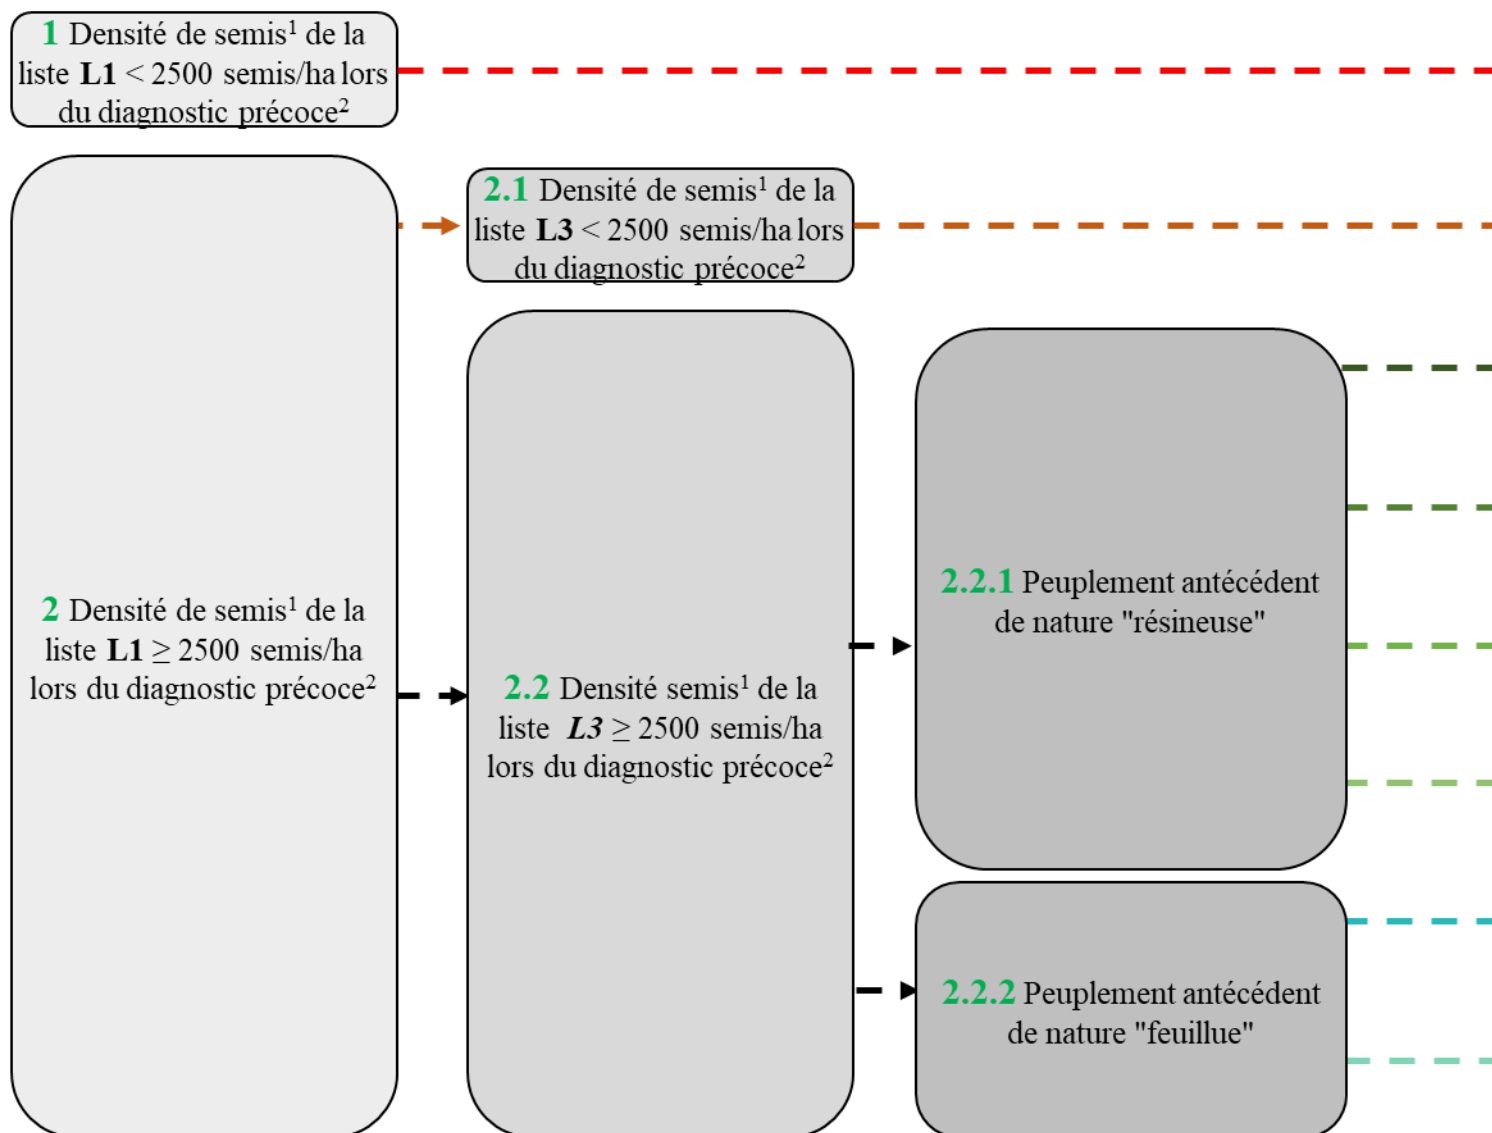 1 Densité de semis¹ de la
liste L1 < 2500 semis/ha lors
du diagnostic précoce²
2.1 Densité de semis¹ de la
liste L3 < 2500 semis/ha lors
du diagnostic précoce²
2 Densité de semis¹ de la
liste L1 ≥ 2500 semis/ha
lors du diagnostic précoce²
2.2 Densité semis¹ de la
liste L3 ≥ 2500 semis/ha
lors du diagnostic précoce²
2.2.1 Peuplement antécédent
de nature "résineuse"
2.2.2 Peuplement antécédent
de nature "feuillue"